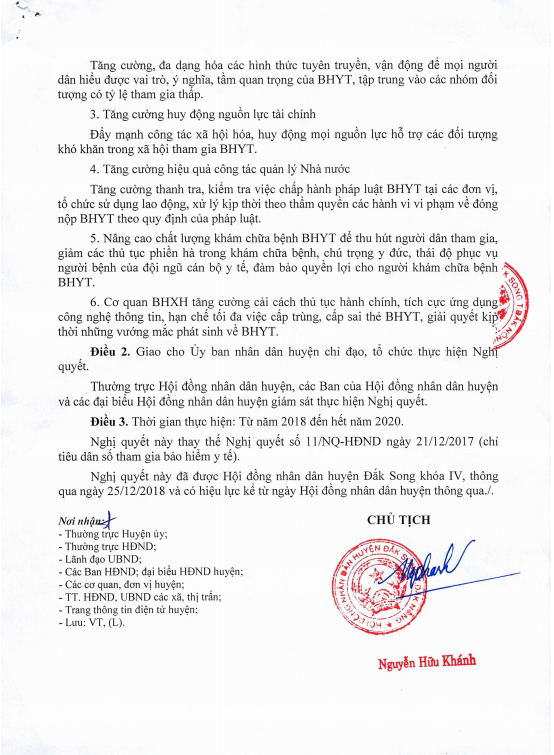 Tăng cường, đa dạng hóa các hình thức tuyên truyền, vận động để mọi người
dân hiểu được vai trò, ý nghĩa, tầm quan trọng của BHYT, tập trung vào các nhóm đối
tượng có tỷ lệ tham gia thấp.
3. Tăng cường huy động nguồn lực tài chính
Đẩy mạnh công tác xã hội hóa, huy động mọi nguồn lực hỗ trợ các đối tượng
khó khăn trong xã hội tham gia BHYT.
4. Tăng cường hiệu quả công tác quản lý Nhà nước
Tăng cường thanh tra, kiểm tra việc chấp hành pháp luật BHYT tại các đơn vị,
tổ chức sử dụng lao động, xử lý kịp thời theo thẩm quyền các hành vi vi phạm về đóng
nộp BHYT theo quy định của pháp luật.
5. Nâng cao chất lượng khám chữa bệnh BHYT để thu hút người dân tham gia,
giảm các thủ tục phiền hà trong khám chữa bệnh, chú trọng y đức, thái độ phục vụ
người bệnh của đội ngũ cán bộ y tế, đảm bảo quyền lợi cho người khám chữa bệnh
BHYT.
6. Cơ quan BHXH tăng cường cải cách thủ tục hành chính, tích cực ứng dụng
công nghệ thông tin, hạn chế tối đa việc cấp trùng, cấp sai thẻ BHYT, giải quyết kịp
thời những vướng mắc phát sinh về BHYT.
Điều 2. Giao cho Ủy ban nhân dân huyện chỉ đạo, tổ chức thực hiện Nghị
quyết.
Thường trực Hội đồng nhân dân huyện, các Ban của Hội đồng nhân dân huyện
và các đại biểu Hội đồng nhân dân huyện giám sát thực hiện Nghị quyết.
Điều 3. Thời gian thực hiện: Từ năm 2018 đến hết năm 2020.
Nghị quyết này thay thế Nghị quyết số 11/NQ-HĐND ngày 21/12/2017 (chỉ
tiêu dân số tham gia bảo hiểm y tế).
Nghị quyết này đã được Hội đồng nhân dân huyện Đắk Song khóa IV, thông
qua ngày 25/12/2018 và có hiệu lực kể từ ngày Hội đồng nhân dân huyện thông qua./.
Nơi nhận:
- Thường trực Huyện ủy;
- Thường trực HĐND;
- Lãnh đạo UBND;
- Các Ban HĐND; đại biểu HĐND huyện;
- Các cơ quan, đơn vị huyện;
- TT. HĐND, UBND các xã, thị trấn;
- Trang thông tin điện tử huyện;
- Lưu: VT, (L).
CHỦ TỊCH
HỘI ĐỒNG NHÂN DÂN HUYỆN ĐẮK SONG
Nguyễn Hữu Khánh